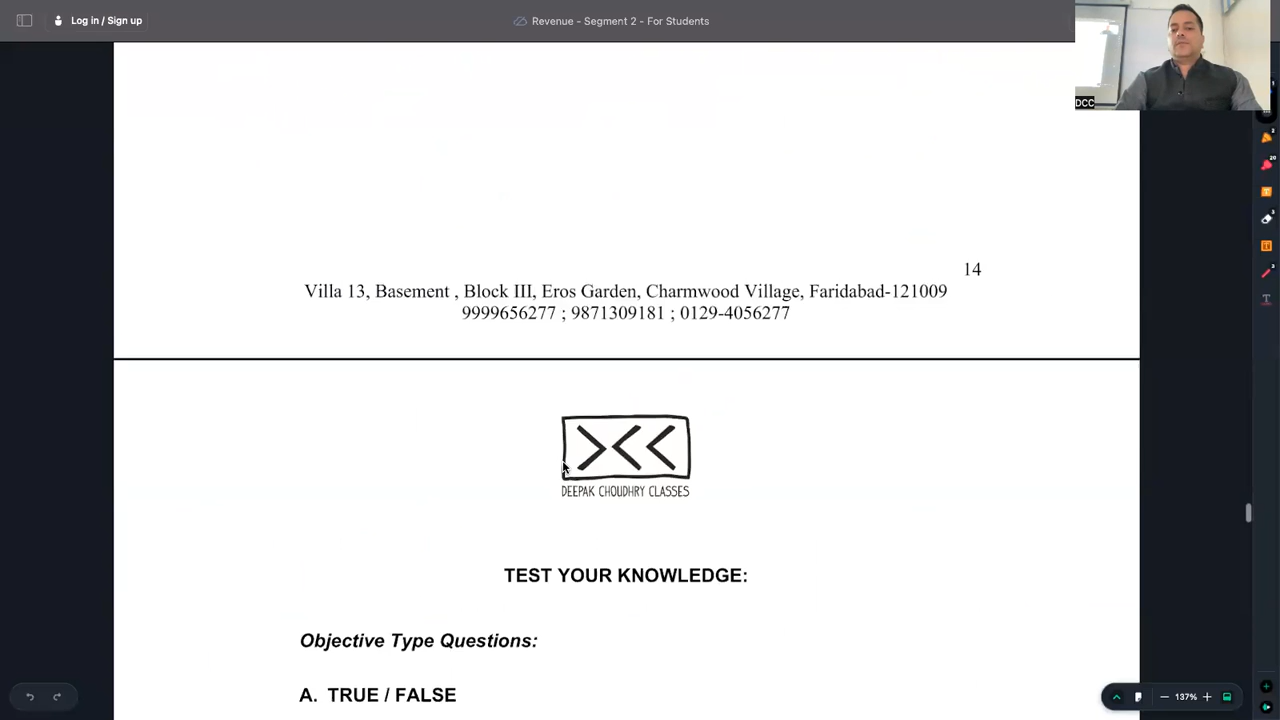 Log in / Sign up
Revenue - Segment 2 - For Students
DCC
14
Villa 13, Basement , Block III, Eros Garden, Charmwood Village, Faridabad-121009
9999656277 ; 9871309181 ; 0129-4056277
DEEPAK CHOUDHRY CLASSES
TEST YOUR KNOWLEDGE:
Objective Type Questions:
A. TRUE / FALSE
137%